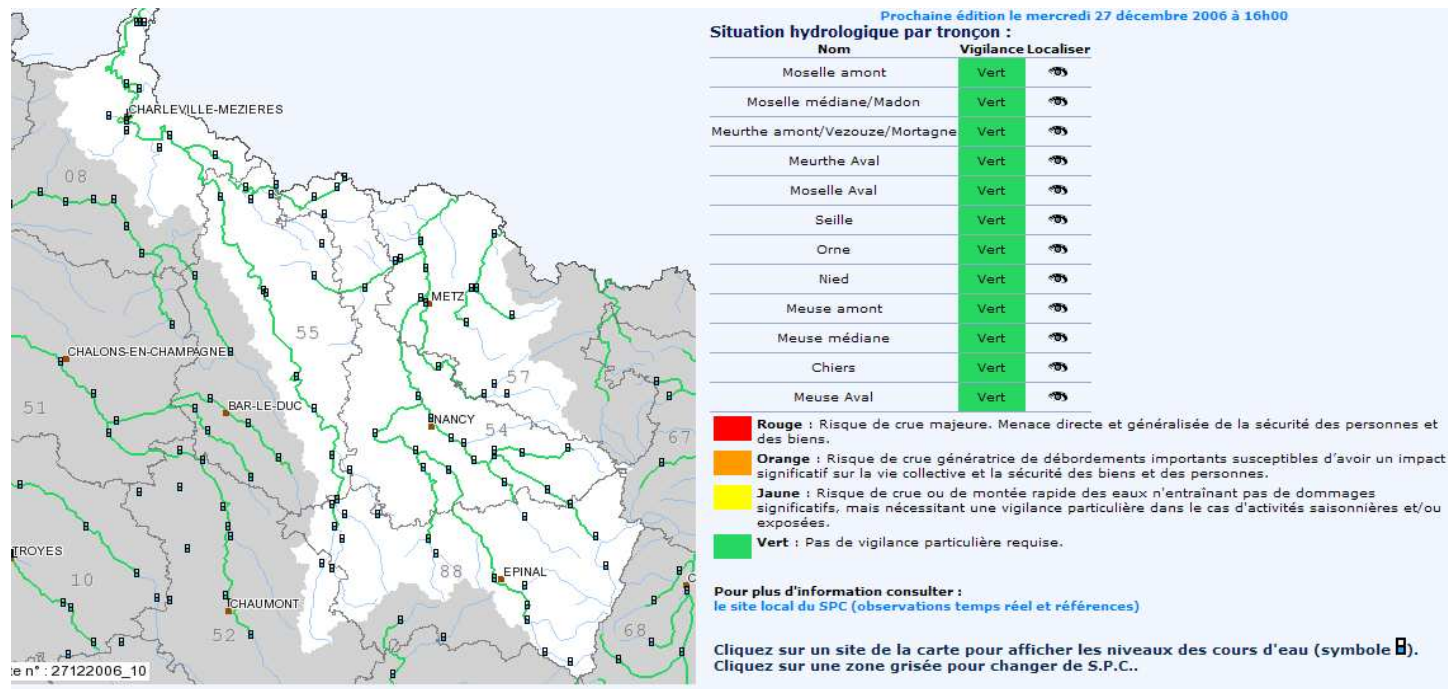 Prochaine édition le mercredi 27 décembre 2006 à 16h00
Situation hydrologique par tronçon :
Nom Vigilance Localiser
Moselle amont Vert
Moselle médiane/Madon Vert
Meurthe amont/Vezouze/Mortagne Vert
Meurthe Aval Vert
Moselle Aval Vert
Seille Vert
Orne Vert
Nied Vert
Meuse amont Vert
Meuse médiane Vert
Chiers Vert
Meuse Aval Vert
Rouge : Risque de crue majeure. Menace directe et généralisée de la sécurité des personnes et
des biens.
Orange : Risque de crue génératrice de débordements importants susceptibles d'avoir un impact
significatif sur la vie collective et la sécurité des biens et des personnes.
Jaune : Risque de crue ou de montée rapide des eaux n'entraînant pas de dommages
significatifs, mais nécessitant une vigilance particulière dans le cas d'activités saisonnières et/ou
exposées.
Vert : Pas de vigilance particulière requise.
Pour plus d'information consulter :
le site local du SPC (observations temps réel et références)
Cliquez sur un site de la carte pour afficher les niveaux des cours d'eau (symbole ).
Cliquez sur une zone grisée pour changer de S.P.C..
CHARLEVILLE-MEZIERES
08
METZ
55
CHALONS-EN-CHAMPAGNE
57
51
BAR-LE-DUC
NANCY
54
67
TROYES
10
88
EPINAL
CHAUMONT
52
68
te n° : 27122006_10